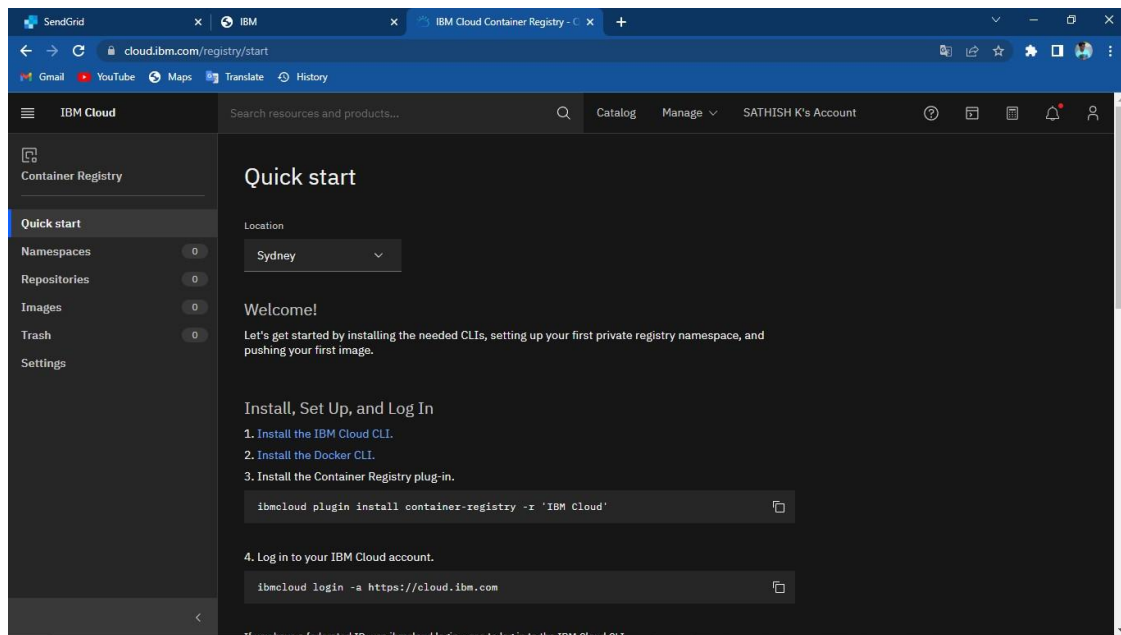 SendGrid
IBM
IBM Cloud Container Registry - C
cloud.ibm.com/registry/start
Gmail
YouTube
Maps
Translate
History
IBM Cloud
Search resources and products...
Catalog
Manage
SATHISH K's Account
Container Registry
Quick start
Namespaces 0
Repositories 0
Images 0
Trash 0
Settings
Quick start
Location
Sydney
Welcome!
Let's get started by installing the needed CLIs, setting up your first private registry namespace, and
pushing your first image.
Install, Set Up, and Log In
1. Install the IBM Cloud CLI.
2. Install the Docker CLI.
3. Install the Container Registry plug-in.
ibmcloud plugin install container-registry -r 'IBM Cloud'
4. Log in to your IBM Cloud account.
ibmcloud login -a https://cloud.ibm.com